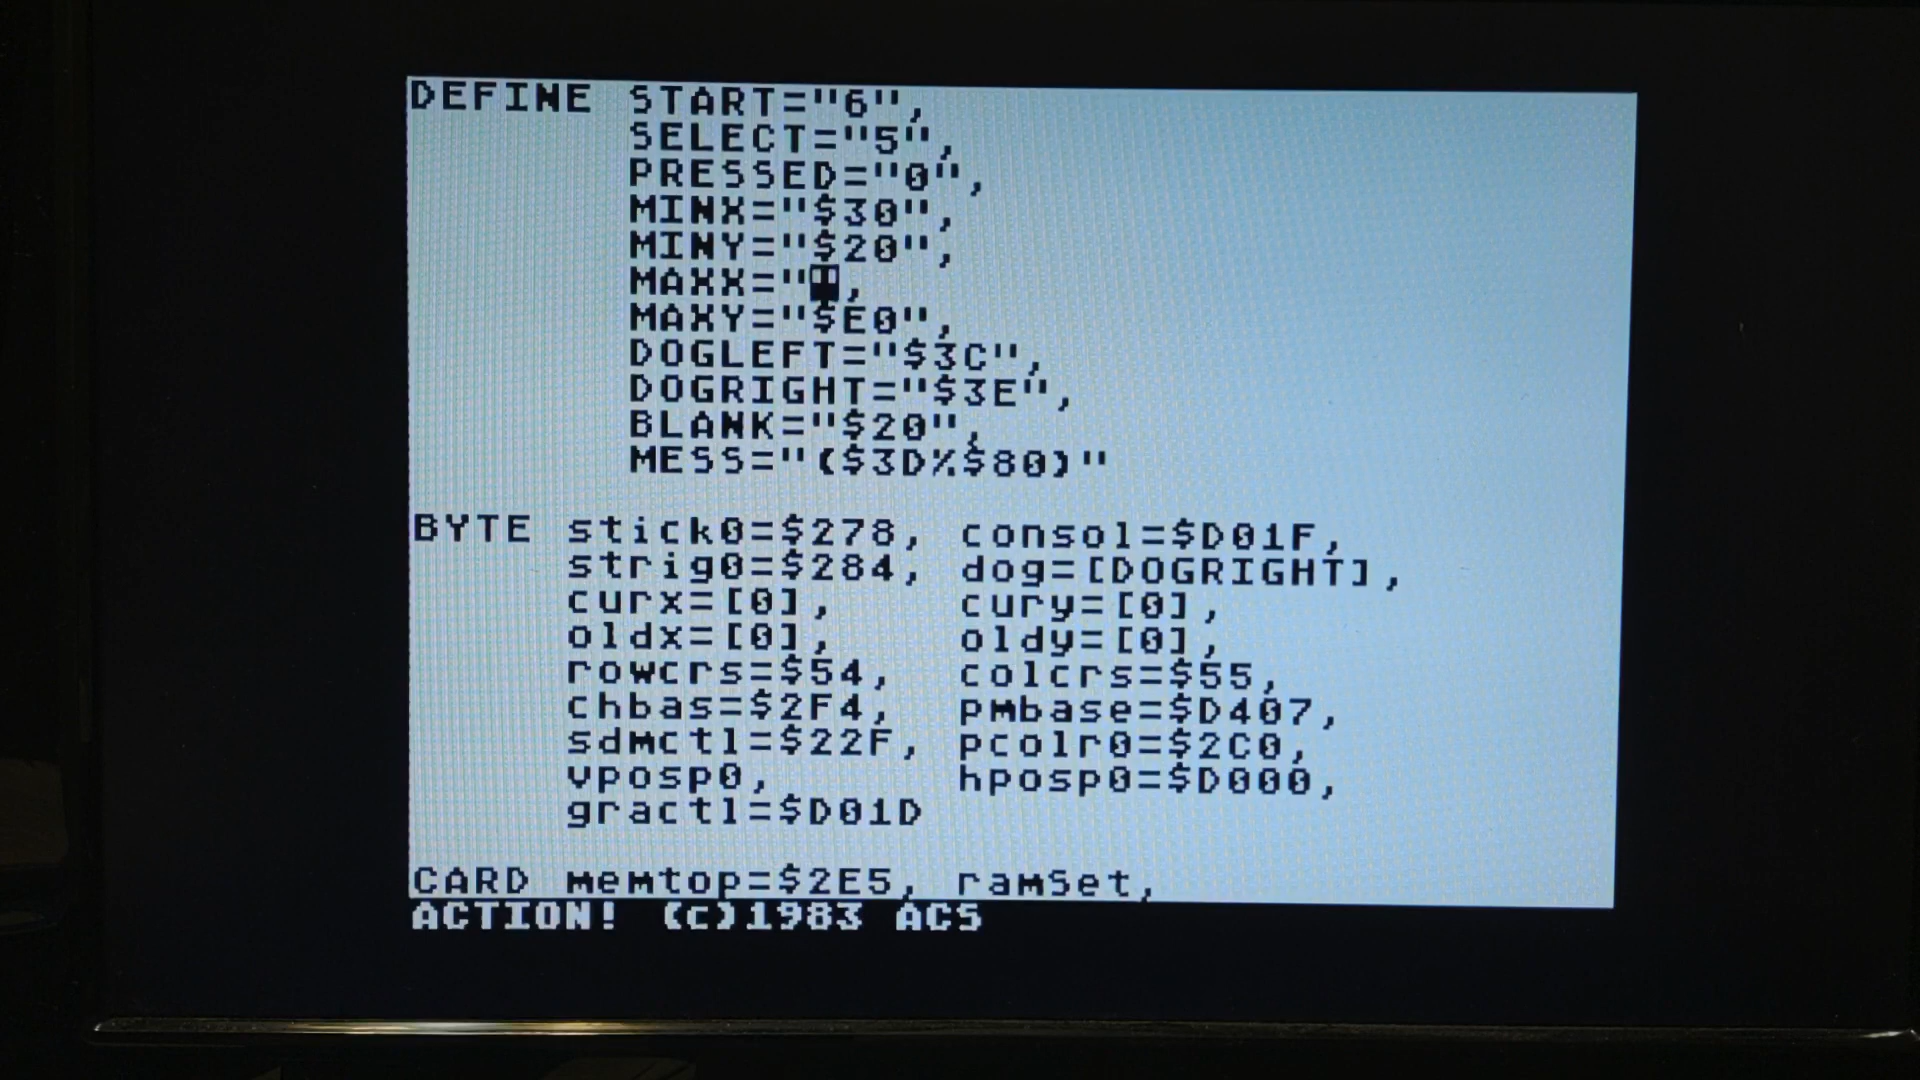 DEFINE START="6",
SELECT="5",
PRESSED="0",
MINX="$30",
MINY="$20",
MAXX="",
MAXY="$E0",
DOGLEFT="$3C",
DOGRIGHT="$3E",
BLANK="$20",
MESS="($3D%$80)"
BYTE stick0=$278, consol=$D01F,
strig0=$284, dog=[DOGRIGHT],
curx=[0], cury=[0],
oldx=[0], oldy=[0],
rowcrs=$54, colcrs=$55,
chbas=$2F4, pmbase=$D407,
sdmctl=$22F, pcolr0=$2C0,
vposp0, hposp0=$D000,
gractl=$D01D
CARD memtop=$2E5, ramSet,
ACTION! (c)1983 ACS